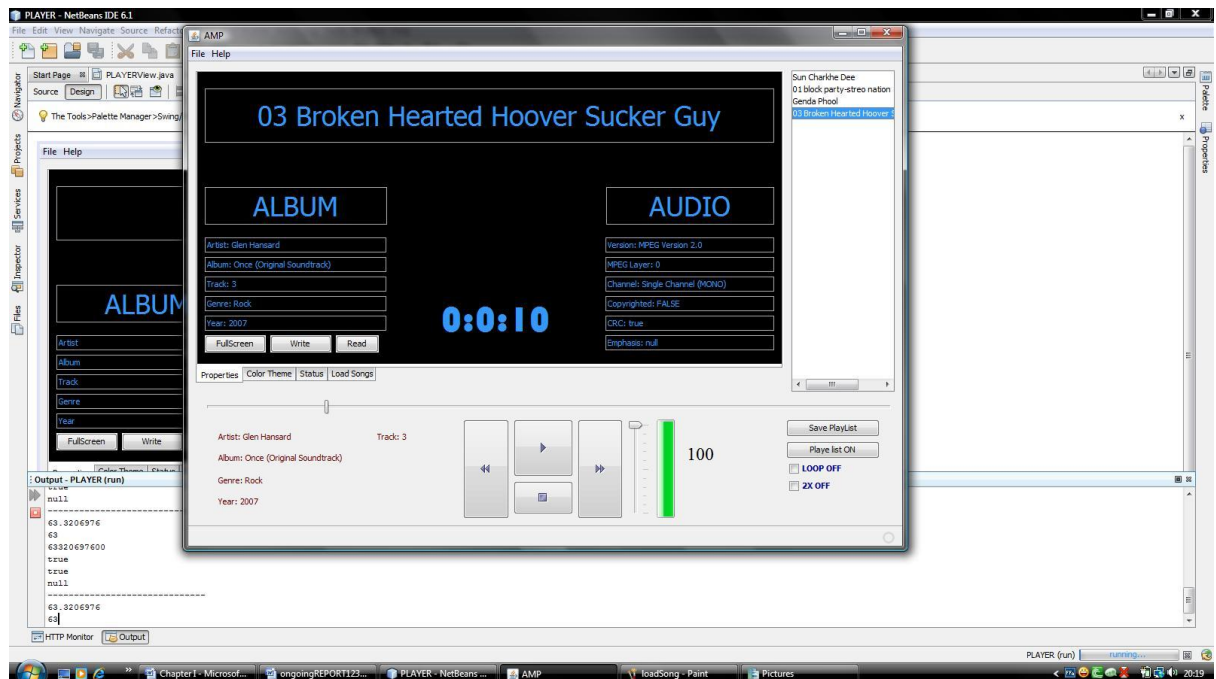 PLAYER - NetBeans IDE 6.1
File Edit View Navigate Source Refact
Start Page PLAYERView.java
Source Design
The Tools>Palette Manager>Swing/
File Help
ALBUM
Artist
Album
Track
Genre
Year
FullScreen Write
Navigator
Projects
Services
Inspector
Files
Palette
Properties
AMP
File Help
03 Broken Hearted Hoover Sucker Guy
ALBUM
Artist: Glen Hansard
Album: Once (Original Soundtrack)
Track: 3
Genre: Rock
Year: 2007
FullScreen Write Read
0:0:10
AUDIO
Version: MPEG Version 2.0
MPEG Layer: 0
Channel: Single Channel (MONO)
Copyrighted: FALSE
CRC: true
Emphasis: null
Sun Charkhe Dee
01 block party-streo nation
Genda Phool
03 Broken Hearted Hoover S
Properties Color Theme Status Load Songs
Artist: Glen Hansard Track: 3
Album: Once (Original Soundtrack)
Genre: Rock
Year: 2007
100
Save PlayList
Playe list ON
LOOP OFF
2X OFF
Output - PLAYER (run)
true
null
------------------------------
63.3206976
63
63320697600
true
true
null
------------------------------
63.3206976
63
HTTP Monitor Output
PLAYER (run) running...
Chapter I - Microsof... ongoingREPORT123... PLAYER - NetBeans ... AMP loadSong - Paint Pictures
20:19